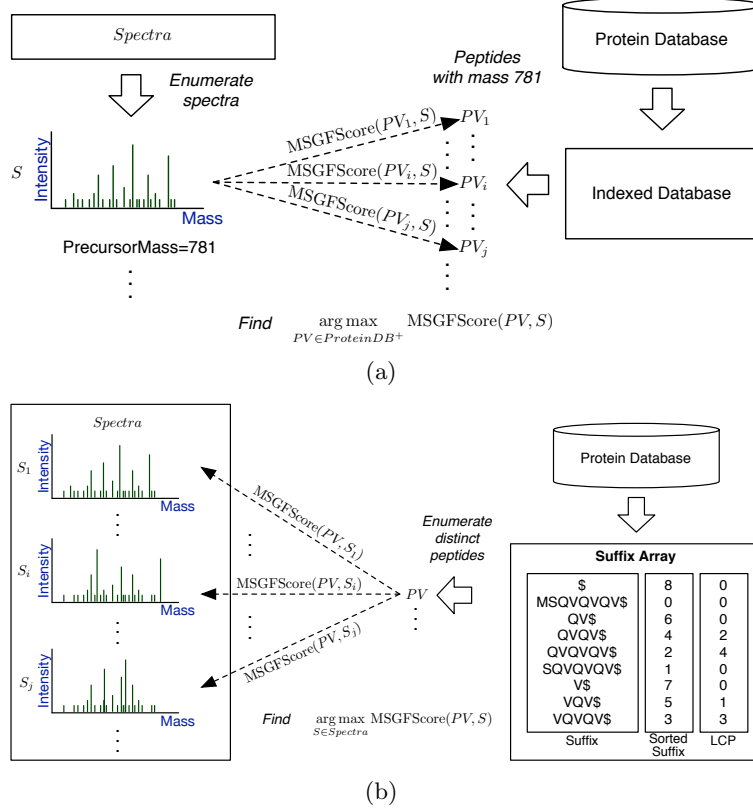 Spectra
Enumerate
spectra
S
Intensity
Mass
PrecursorMass=781
MSGFScore(PV₁, S)
MSGFScore(PVᵢ, S)
MSGFScore(PVⱼ, S)
Peptides
with mass 781
PV₁
PVᵢ
PVⱼ
Protein Database
Indexed Database
Find arg max MSGFScore(PV, S)
PV∈ProteinDB⁺
(a)
Spectra
S₁
Intensity
Mass
Sᵢ
Intensity
Mass
Sⱼ
Intensity
Mass
MSGFScore(PV, S₁)
MSGFScore(PV, Sᵢ)
MSGFScore(PV, Sⱼ)
PV
Enumerate
distinct
peptides
Find arg max MSGFScore(PV, S)
S∈Spectra
Protein Database
Suffix Array
$ 8 0
MSQVQVQV$ 0 0
QV$ 6 0
QVQV$ 4 2
QVQVQV$ 2 4
SQVQVQV$ 1 0
V$ 7 0
VQV$ 5 1
VQVQV$ 3 3
Suffix Sorted LCP
Suffix
(b)